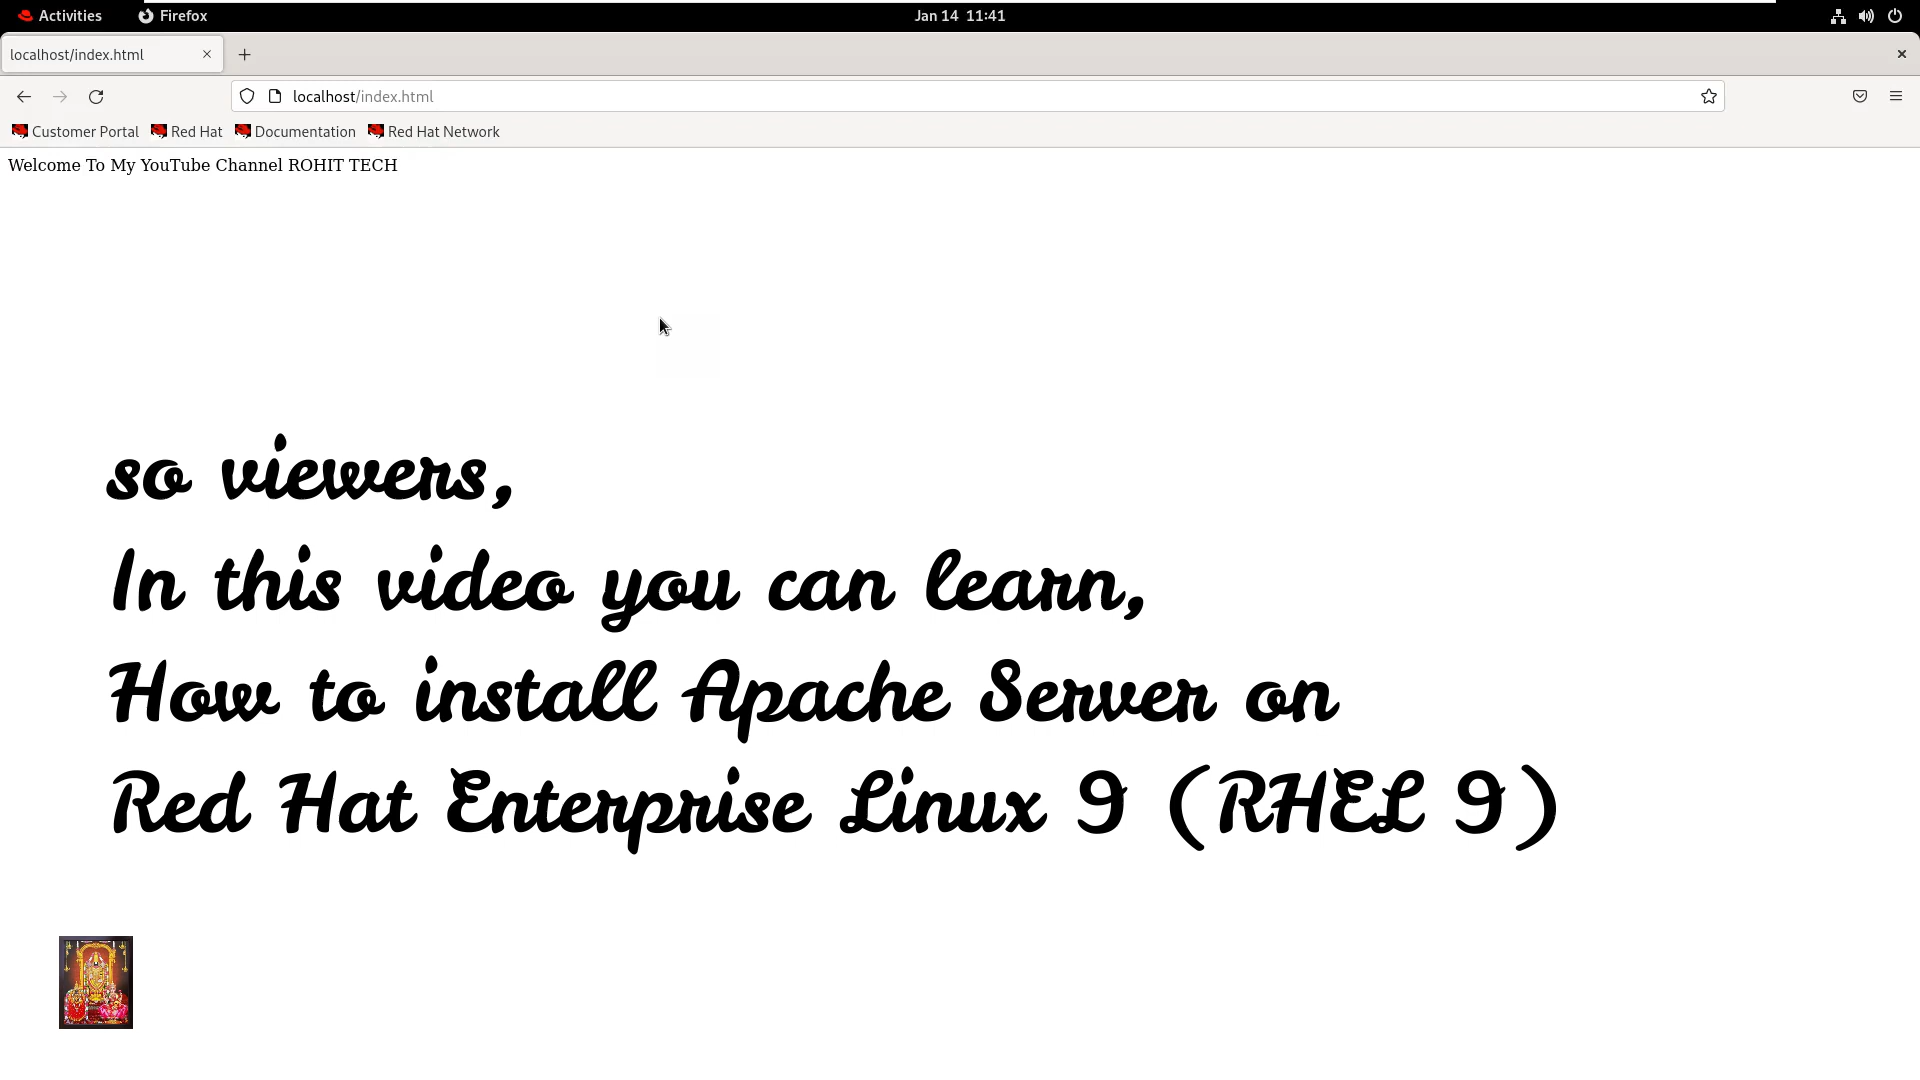 Activities Firefox Jan 14 11:41
localhost/index.html
localhost/index.html
Customer Portal Red Hat Documentation Red Hat Network
Welcome To My YouTube Channel ROHIT TECH
so viewers,
In this video you can learn,
How to install Apache Server on
Red Hat Enterprise Linux 9 (RHEL 9)